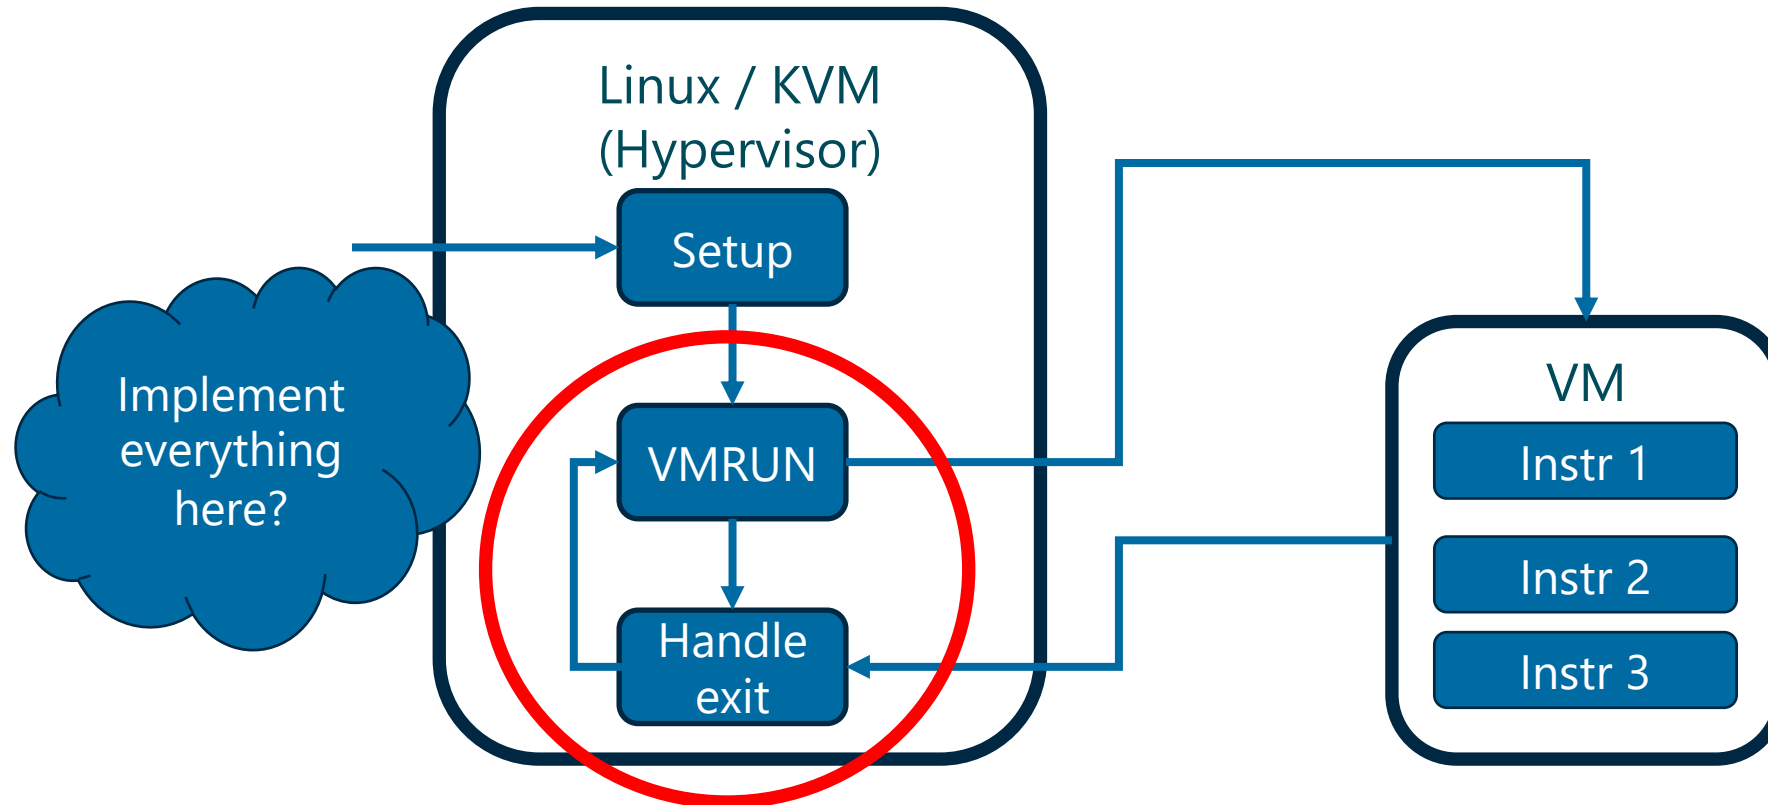 Linux / KVM
(Hypervisor)
Setup
Implement
everything
here?
VMRUN
Handle
exit
VM
Instr 1
Instr 2
Instr 3